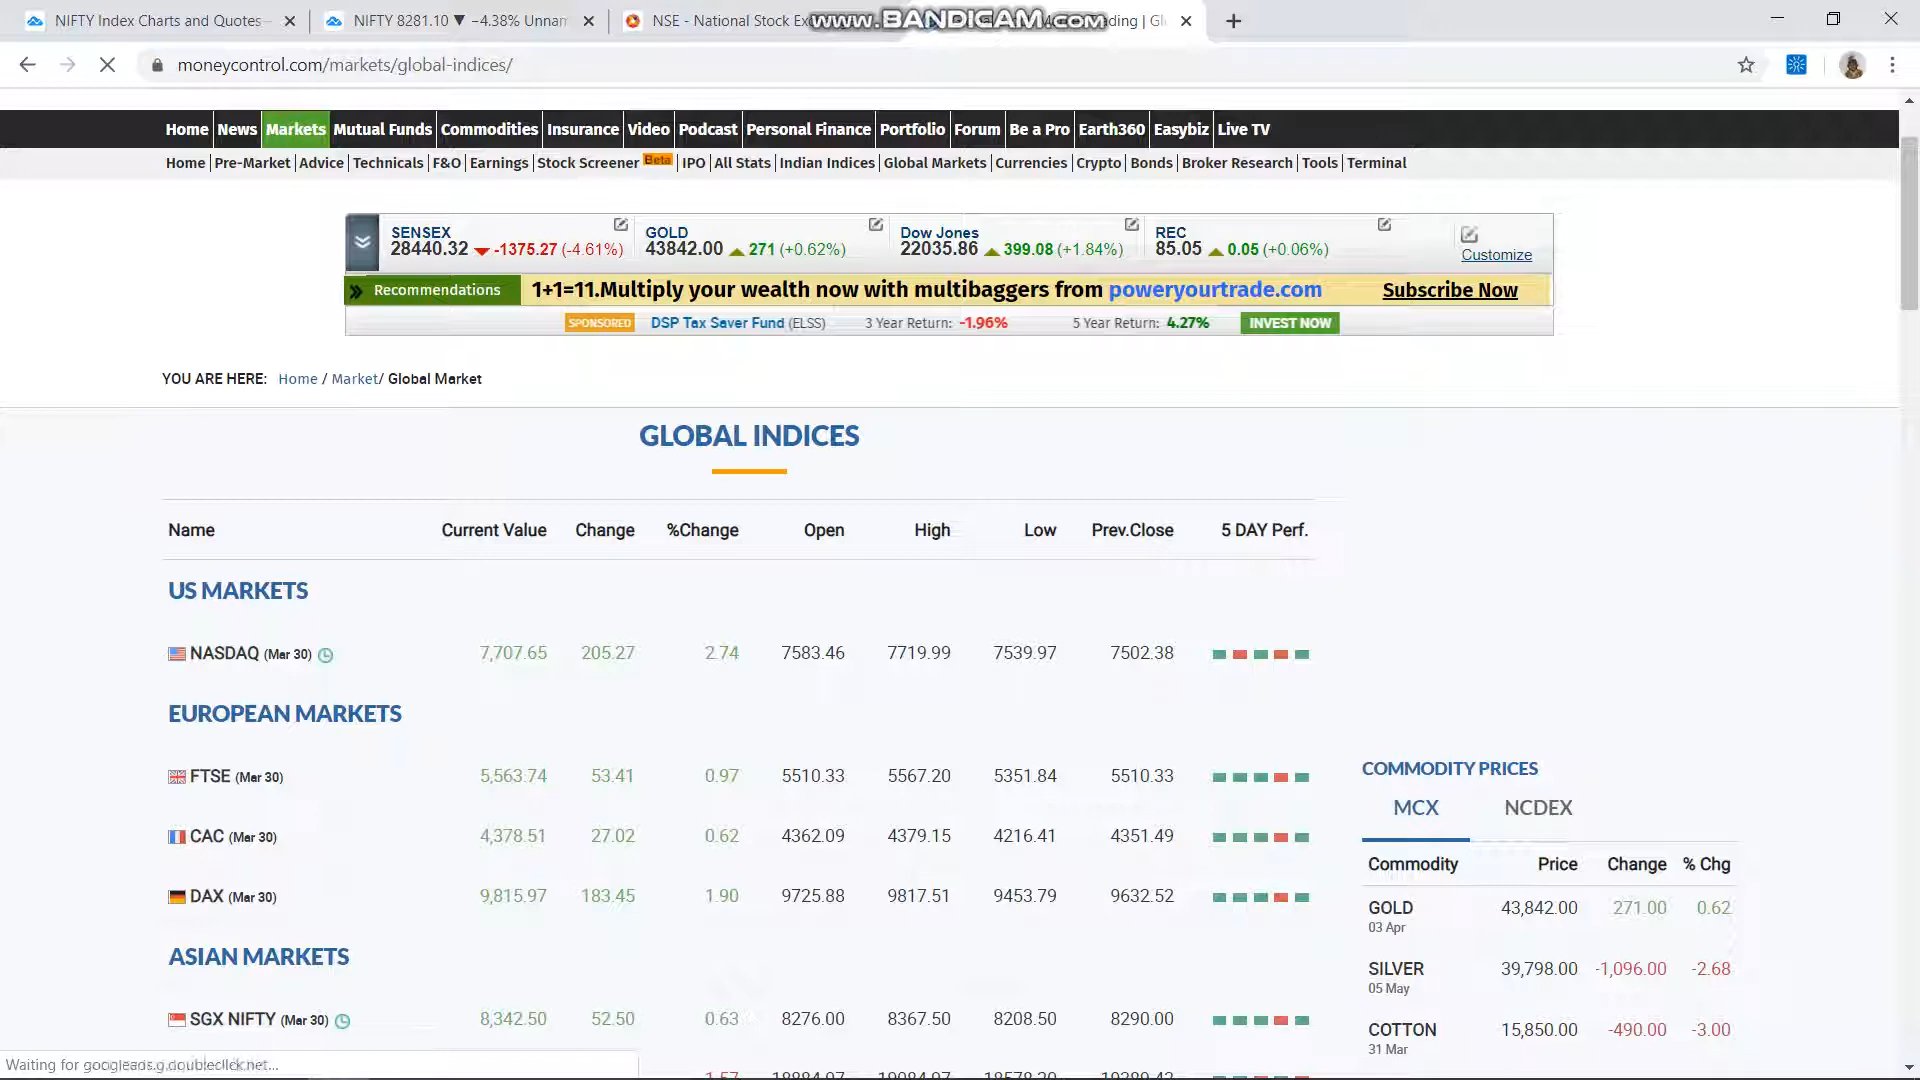 NIFTY Index Charts and Quotes
NIFTY 8281.10 ▼ −4.38% Unnam
NSE - National Stock Ex
www.BANDICAM.com
ading | Gl
moneycontrol.com/markets/global-indices/
Home News Markets Mutual Funds Commodities Insurance Video Podcast Personal Finance Portfolio Forum Be a Pro Earth360 Easybiz Live TV
Home Pre-Market Advice Technicals F&O Earnings Stock Screener Beta IPO All Stats Indian Indices Global Markets Currencies Crypto Bonds Broker Research Tools Terminal
SENSEX GOLD Dow Jones REC
28440.32 -1375.27 (-4.61%) 43842.00 271 (+0.62%) 22035.86 399.08 (+1.84%) 85.05 0.05 (+0.06%) Customize
Recommendations 1+1=11.Multiply your wealth now with multibaggers from poweryourtrade.com Subscribe Now
SPONSORED DSP Tax Saver Fund (ELSS) 3 Year Return: -1.96% 5 Year Return: 4.27% INVEST NOW
YOU ARE HERE: Home / Market/ Global Market
GLOBAL INDICES
Name Current Value Change %Change Open High Low Prev.Close 5 DAY Perf.
US MARKETS
NASDAQ (Mar 30) 7,707.65 205.27 2.74 7583.46 7719.99 7539.97 7502.38
EUROPEAN MARKETS
FTSE (Mar 30) 5,563.74 53.41 0.97 5510.33 5567.20 5351.84 5510.33
CAC (Mar 30) 4,378.51 27.02 0.62 4362.09 4379.15 4216.41 4351.49
DAX (Mar 30) 9,815.97 183.45 1.90 9725.88 9817.51 9453.79 9632.52
ASIAN MARKETS
SGX NIFTY (Mar 30) 8,342.50 52.50 0.63 8276.00 8367.50 8208.50 8290.00
COMMODITY PRICES
MCX NCDEX
Commodity Price Change % Chg
GOLD 43,842.00 271.00 0.62
03 Apr
SILVER 39,798.00 -1,096.00 -2.68
05 May
COTTON 15,850.00 -490.00 -3.00
31 Mar
Waiting for googleads.g.doubleclick.net...